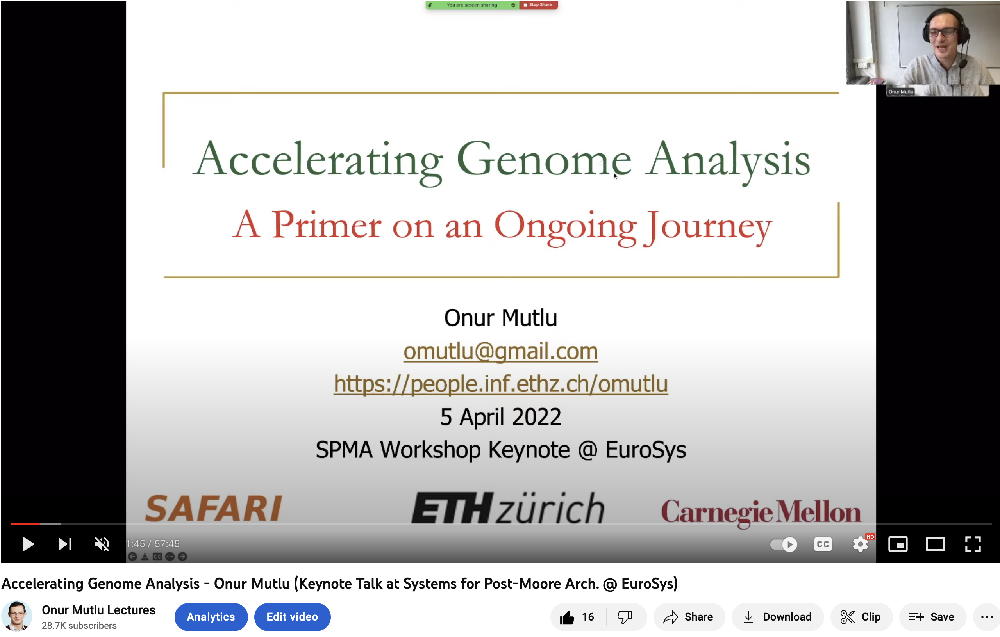 You are screen sharing
Stop Share
Onur Mutlu
Accelerating Genome Analysis
A Primer on an Ongoing Journey
Onur Mutlu
omutlu@gmail.com
https://people.inf.ethz.ch/omutlu
5 April 2022
SPMA Workshop Keynote @ EuroSys
SAFARI
ETH zürich
Carnegie Mellon
1:45 / 57:45
CC
HD
CC
Accelerating Genome Analysis - Onur Mutlu (Keynote Talk at Systems for Post-Moore Arch. @ EuroSys)
Onur Mutlu Lectures
28.7K subscribers
Analytics
Edit video
16
Share
Download
Clip
Save